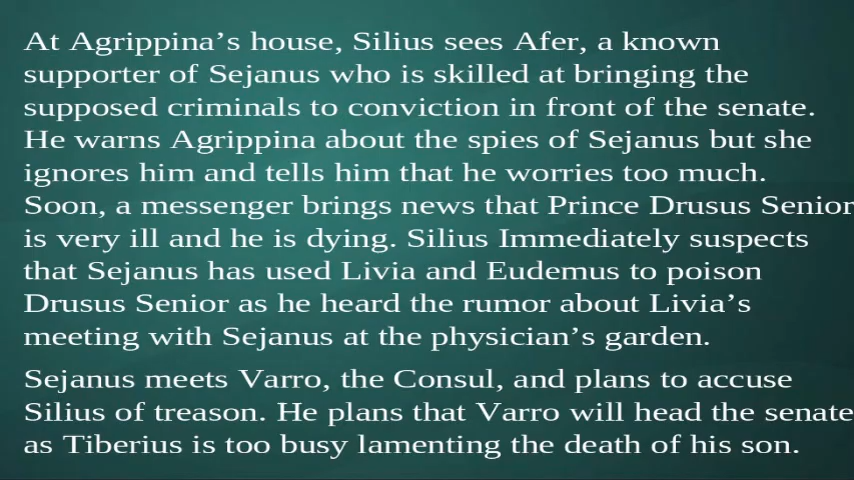 At Agrippina’s house, Silius sees Afer, a known
supporter of Sejanus who is skilled at bringing the
supposed criminals to conviction in front of the senate.
He warns Agrippina about the spies of Sejanus but she
ignores him and tells him that he worries too much.
Soon, a messenger brings news that Prince Drusus Senior
is very ill and he is dying. Silius Immediately suspects
that Sejanus has used Livia and Eudemus to poison
Drusus Senior as he heard the rumor about Livia’s
meeting with Sejanus at the physician’s garden.
Sejanus meets Varro, the Consul, and plans to accuse
Silius of treason. He plans that Varro will head the senate
as Tiberius is too busy lamenting the death of his son.